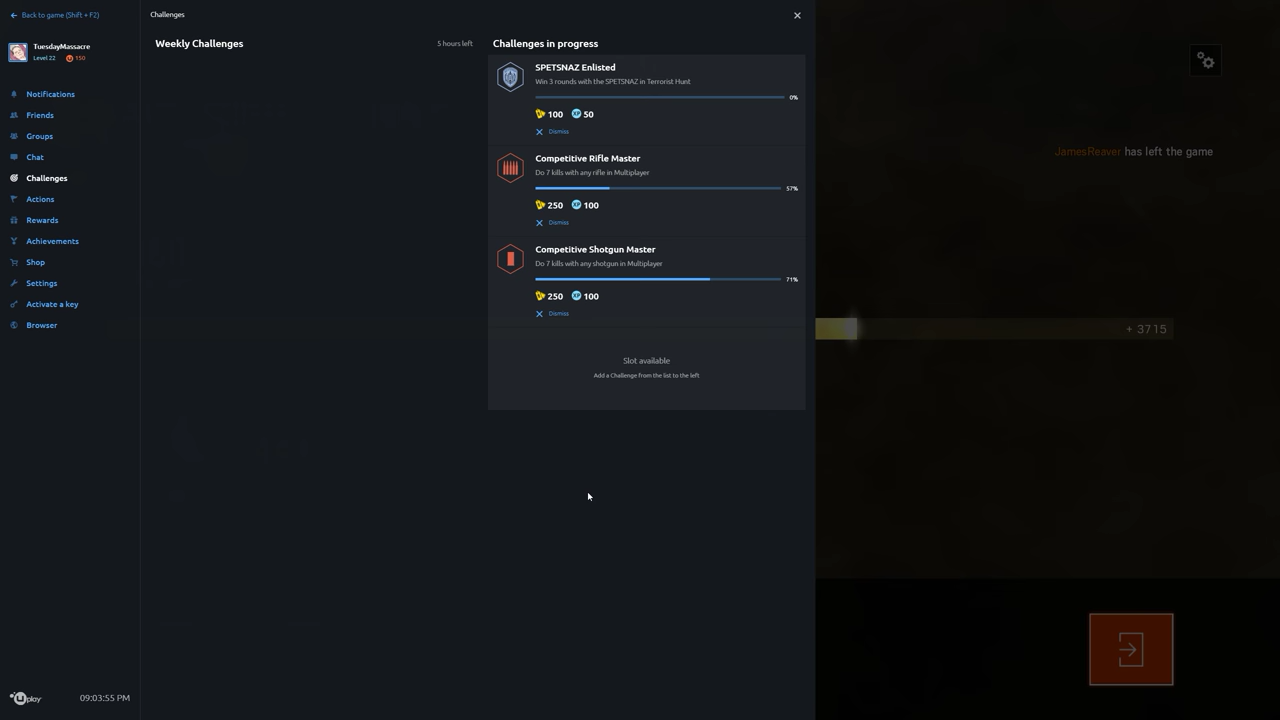 Back to game (Shift + F2)
TuesdayMassacre
Level 22 150
Notifications
Friends
Groups
Chat
Challenges
Actions
Rewards
Achievements
Shop
Settings
Activate a key
Browser
uplay 09:03:55 PM
Challenges
Weekly Challenges 5 hours left
Challenges in progress
SPETSNAZ Enlisted
Win 3 rounds with the SPETSNAZ in Terrorist Hunt
0%
100 XP 50
Dismiss
Competitive Rifle Master
Do 7 kills with any rifle in Multiplayer
57%
250 XP 100
Dismiss
Competitive Shotgun Master
Do 7 kills with any shotgun in Multiplayer
71%
250 XP 100
Dismiss
Slot available
Add a Challenge from the list to the left
JamesReaver has left the game
+ 3715